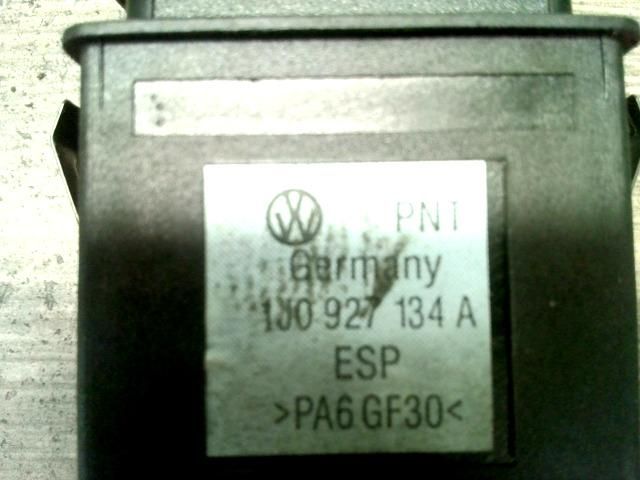 PNT
Germany
1J0 927 134 A
ESP
>PA6 GF30<